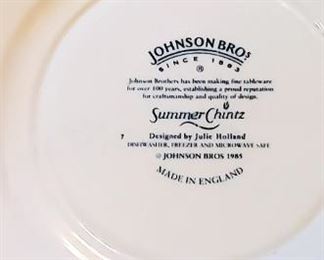 JOHNSON BROS
SINCE 1883
®
Johnson Brothers has been making fine tableware
for over 100 years, establishing a proud reputation
for craftsmanship and quality of design.
Summer Chintz
7 Designed by Julie Holland
DISHWASHER, FREEZER AND MICROWAVE SAFE
© JOHNSON BROS 1985
MADE IN ENGLAND